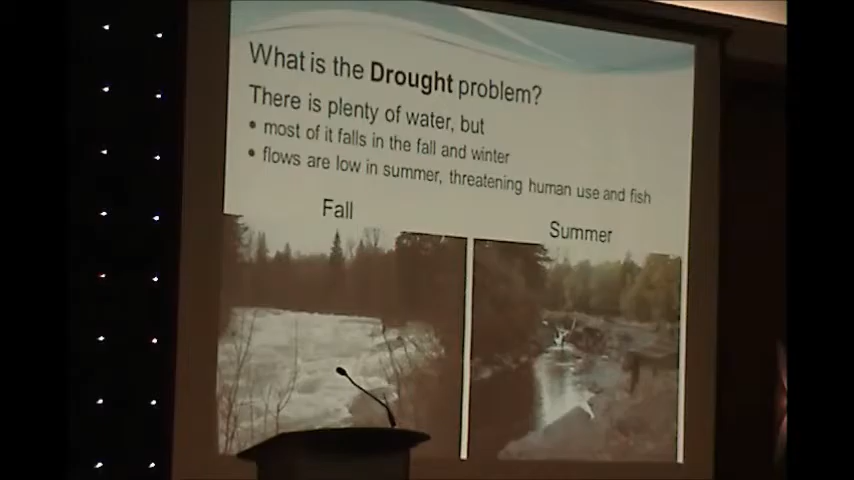 What is the Drought problem?
There is plenty of water, but
• most of it falls in the fall and winter
• flows are low in summer, threatening human use and fish
Fall
Summer